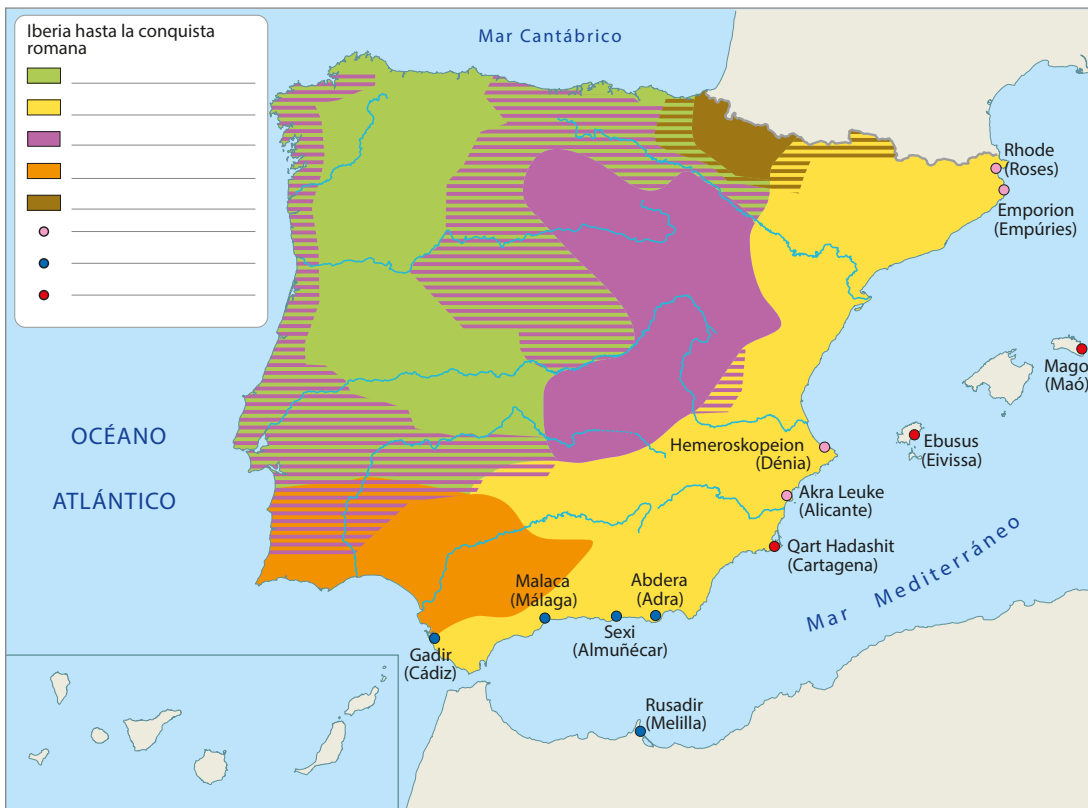 Iberia hasta la conquista
romana
Mar Cantábrico
Rhode
(Roses)
Emporion
(Empúries)
Mago
(Maó)
OCÉANO
ATLÁNTICO
Hemeroskopeion
(Dénia)
Ebusus
(Eivissa)
Akra Leuke
(Alicante)
Qart Hadashit
(Cartagena)
Mar Mediterráneo
Malaca
(Málaga)
Abdera
(Adra)
Sexi
(Almuñécar)
Gadir
(Cádiz)
Rusadir
(Melilla)